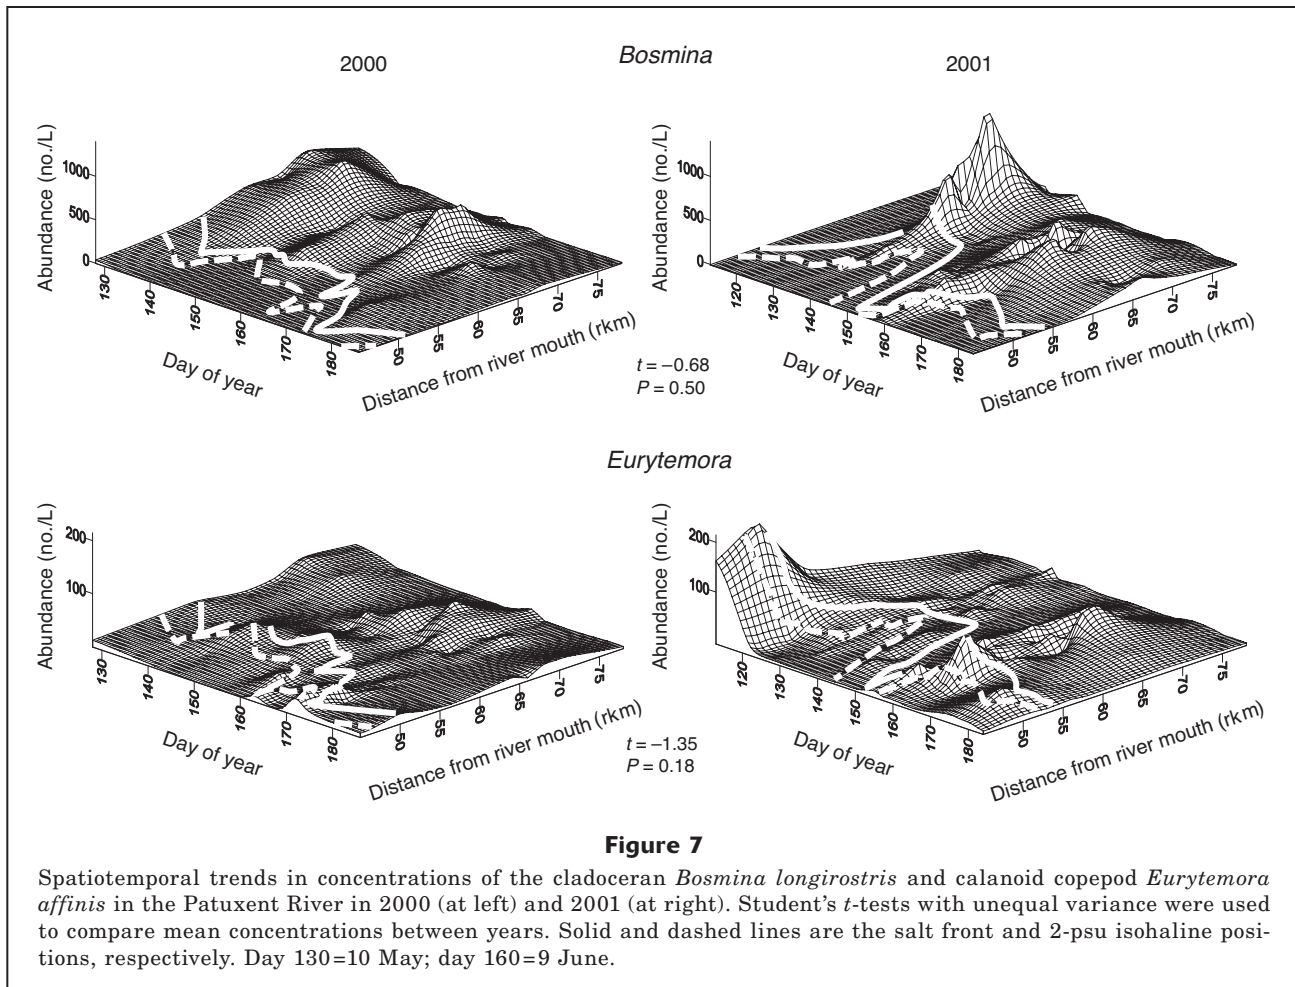 Bosmina
2000
2001
Abundance (no./L)
1000
500
0
130
140
150
160
170
180
Day of year
50
55
60
65
70
75
Distance from river mouth (rkm)
t = –0.68
P = 0.50
Abundance (no./L)
1000
500
0
120
130
140
150
160
170
180
Day of year
50
55
60
65
70
75
Distance from river mouth (rkm)
Eurytemora
Abundance (no./L)
200
100
130
140
150
160
170
180
Day of year
50
55
60
65
70
75
Distance from river mouth (rkm)
t = –1.35
P = 0.18
Abundance (no./L)
200
100
120
130
140
150
160
170
180
Day of year
50
55
60
65
70
75
Distance from river mouth (rkm)
Figure 7
Spatiotemporal trends in concentrations of the cladoceran Bosmina longirostris and calanoid copepod Eurytemora
affinis in the Patuxent River in 2000 (at left) and 2001 (at right). Student’s t-tests with unequal variance were used
to compare mean concentrations between years. Solid and dashed lines are the salt front and 2-psu isohaline posi-
tions, respectively. Day 130=10 May; day 160=9 June.